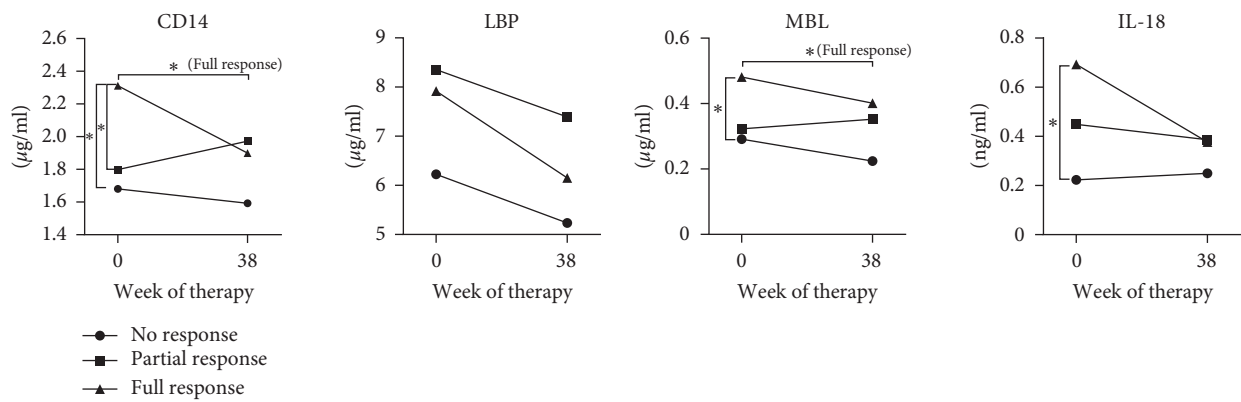 CD14
2.6
2.4
2.2
2.0
1.8
1.6
1.4
(µg/ml)
* (Full response)
*
*
0 38
Week of therapy
LBP
9
8
7
6
5
(µg/ml)
0 38
Week of therapy
MBL
0.6
0.4
0.2
0
(µg/ml)
*(Full response)
*
0 38
Week of therapy
IL-18
0.8
0.6
0.4
0.2
0
(ng/ml)
*
0 38
Week of therapy
No response
Partial response
Full response